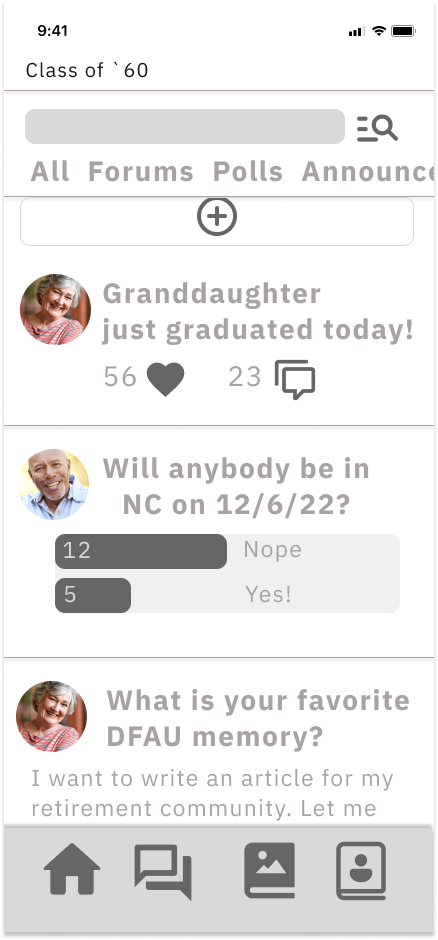 9:41
Class of `60
All Forums Polls Announce
Granddaughter
just graduated today!
56 23
Will anybody be in
NC on 12/6/22?
12 Nope
5 Yes!
What is your favorite
DFAU memory?
I want to write an article for my
retirement community. Let me